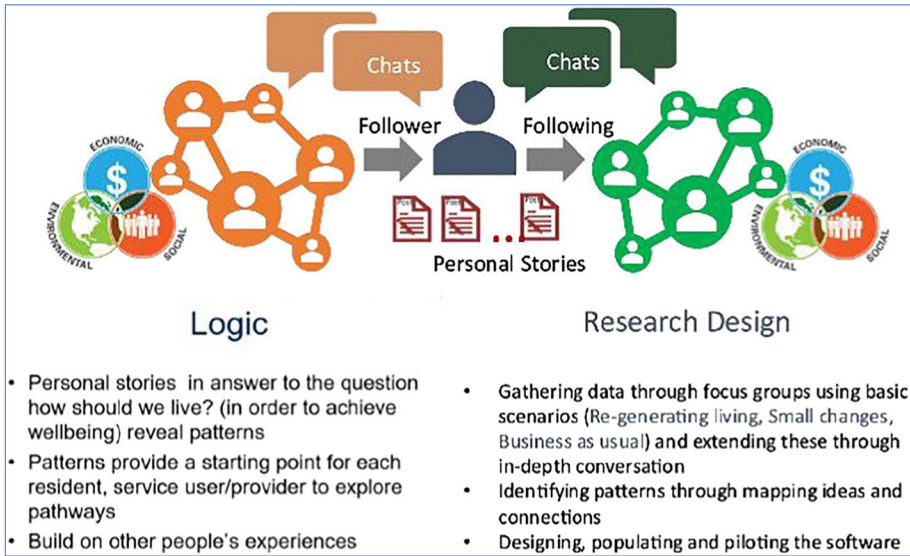 Chats
Chats
Follower
Following
ECONOMIC
$
ENVIRONMENTAL
SOCIAL
ECONOMIC
$
ENVIRONMENTAL
SOCIAL
Post
Post
...
Post
Personal Stories
Logic
• Personal stories in answer to the question
how should we live? (in order to achieve
wellbeing) reveal patterns
• Patterns provide a starting point for each
resident, service user/provider to explore
pathways
• Build on other people's experiences
Research Design
• Gathering data through focus groups using basic
scenarios (Re-generating living, Small changes,
Business as usual) and extending these through
in-depth conversation
• Identifying patterns through mapping ideas and
connections
• Designing, populating and piloting the software